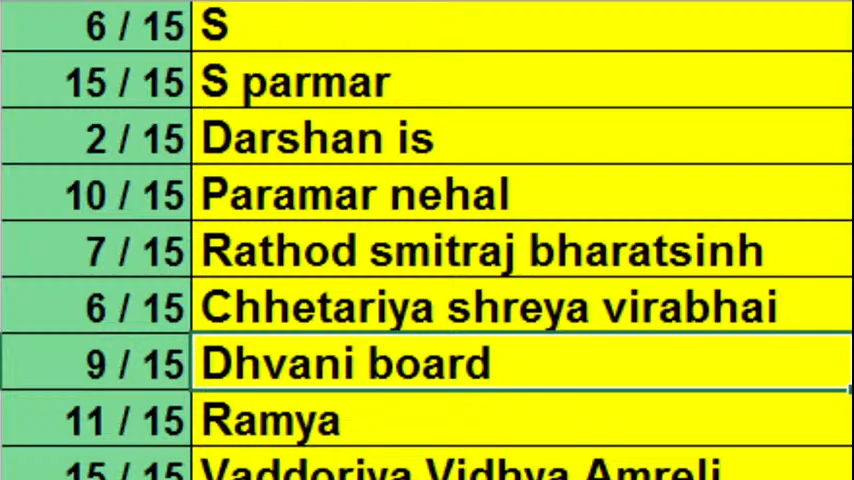 6 / 15 S
15 / 15 S parmar
2 / 15 Darshan is
10 / 15 Paramar nehal
7 / 15 Rathod smitraj bharatsinh
6 / 15 Chhetariya shreya virabhai
9 / 15 Dhvani board
11 / 15 Ramya
15 / 15 Vaddoriya Vidhya Amreli